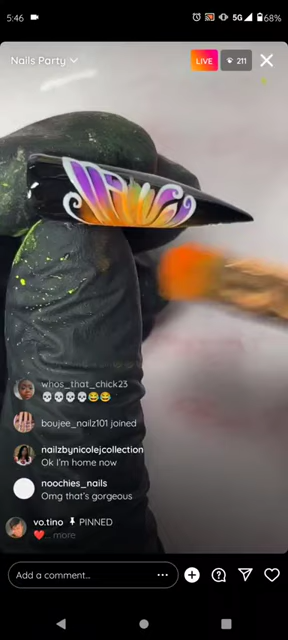 5:46
5G
68%
Nails Party
LIVE
211
whos_that_chick23
💀💀💀💀😂😂
boujee_nailz101 joined
nailzbynicolejcollection
Ok I'm home now
noochies_nails
Omg that's gorgeous
vo.tino PINNED
❤️... more
Add a comment...